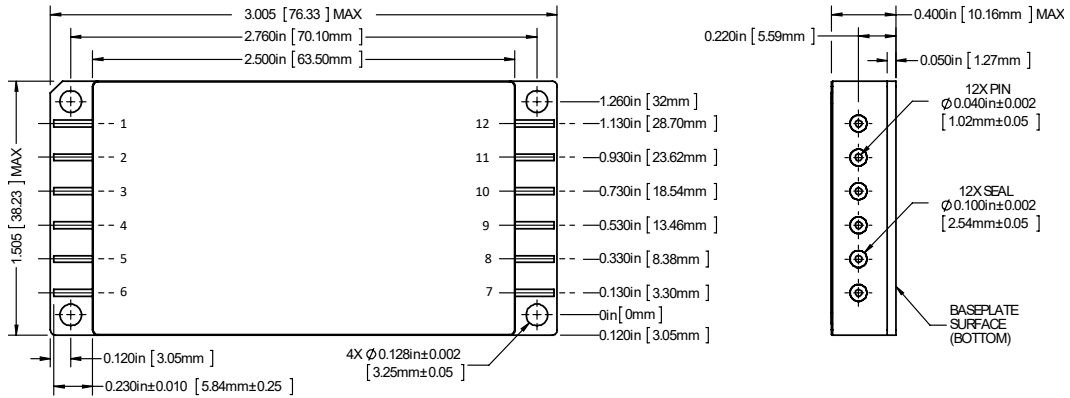 3.005 [76.33] MAX
2.760in [70.10mm]
2.500in [63.50mm]
1.505 [38.23] MAX
1
2
3
4
5
6
12
11
10
9
8
7
1.260in [32mm]
1.130in [28.70mm]
0.930in [23.62mm]
0.730in [18.54mm]
0.530in [13.46mm]
0.330in [8.38mm]
0.130in [3.30mm]
0in [0mm]
0.120in [3.05mm]
0.120in [3.05mm]
0.230in±0.010 [5.84mm±0.25]
4X Ø0.128in±0.002
[3.25mm±0.05]
0.400in [10.16mm] MAX
0.220in [5.59mm]
0.050in [1.27mm]
12X PIN
Ø0.040in±0.002
[1.02mm±0.05]
12X SEAL
Ø0.100in±0.002
[2.54mm±0.05]
BASEPLATE
SURFACE
(BOTTOM)